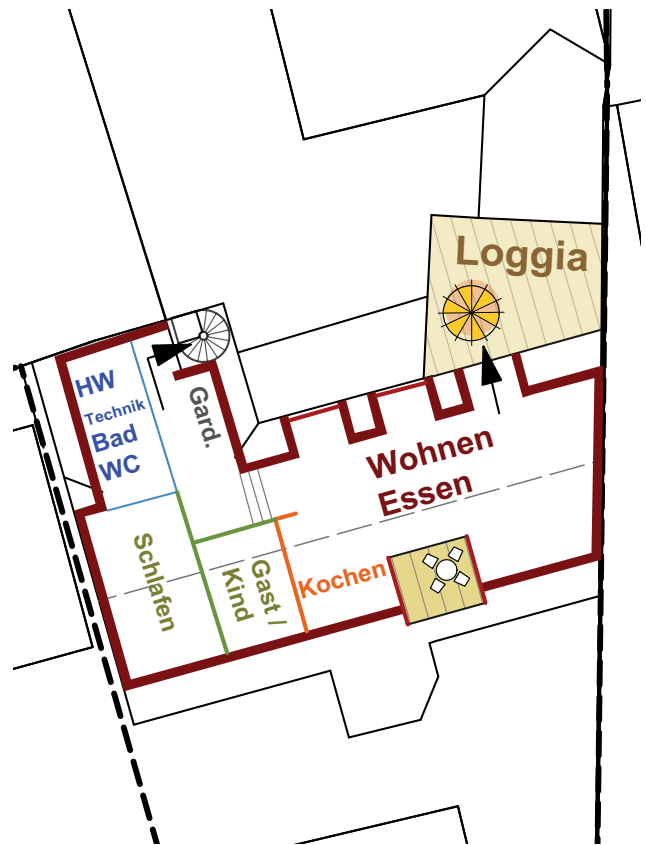 Loggia
HW
Technik
Bad
WC
Gard.
Wohnen
Essen
Schlafen
Gast /
Kind
Kochen